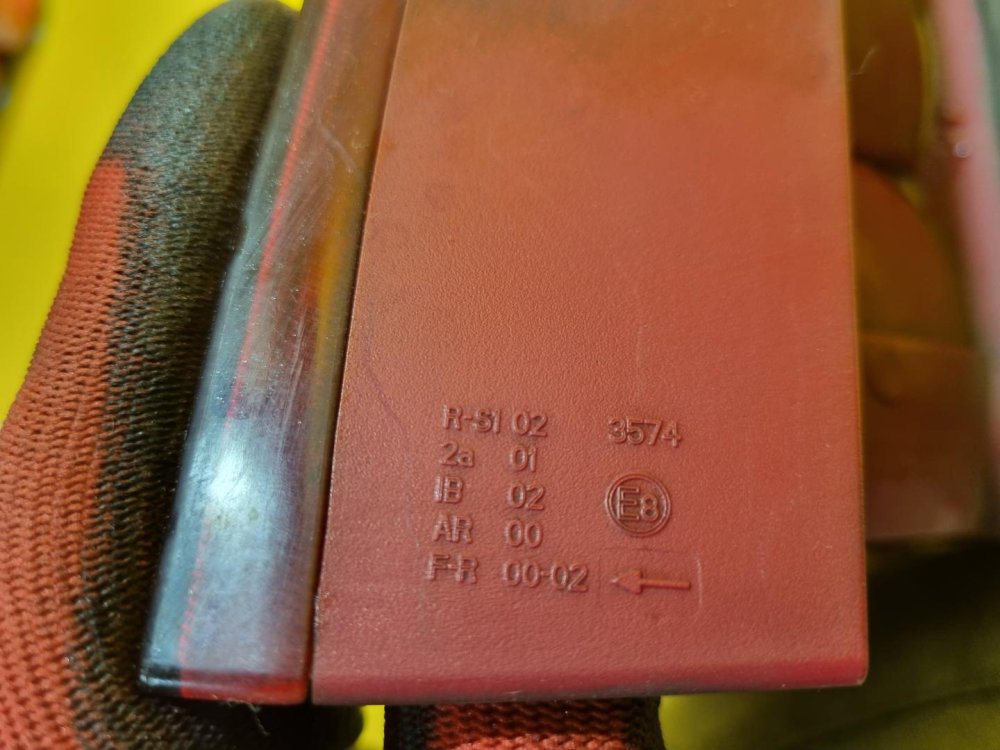 R-S1 02 3574
2a 01
IB 02 E8
AR 00
F-R 00-02